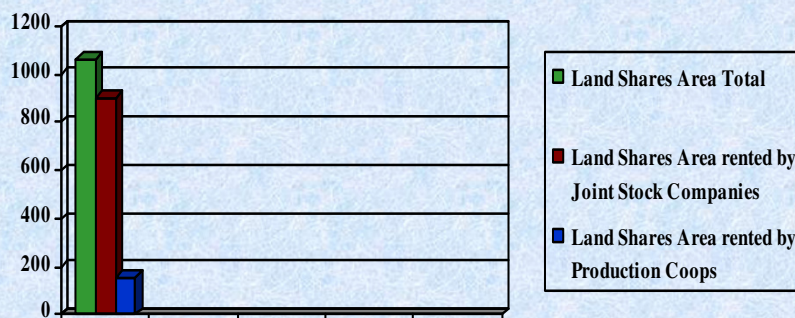 1200
1000
800
600
400
200
0
Land Shares Area Total
Land Shares Area rented by
Joint Stock Companies
Land Shares Area rented by
Production Coops